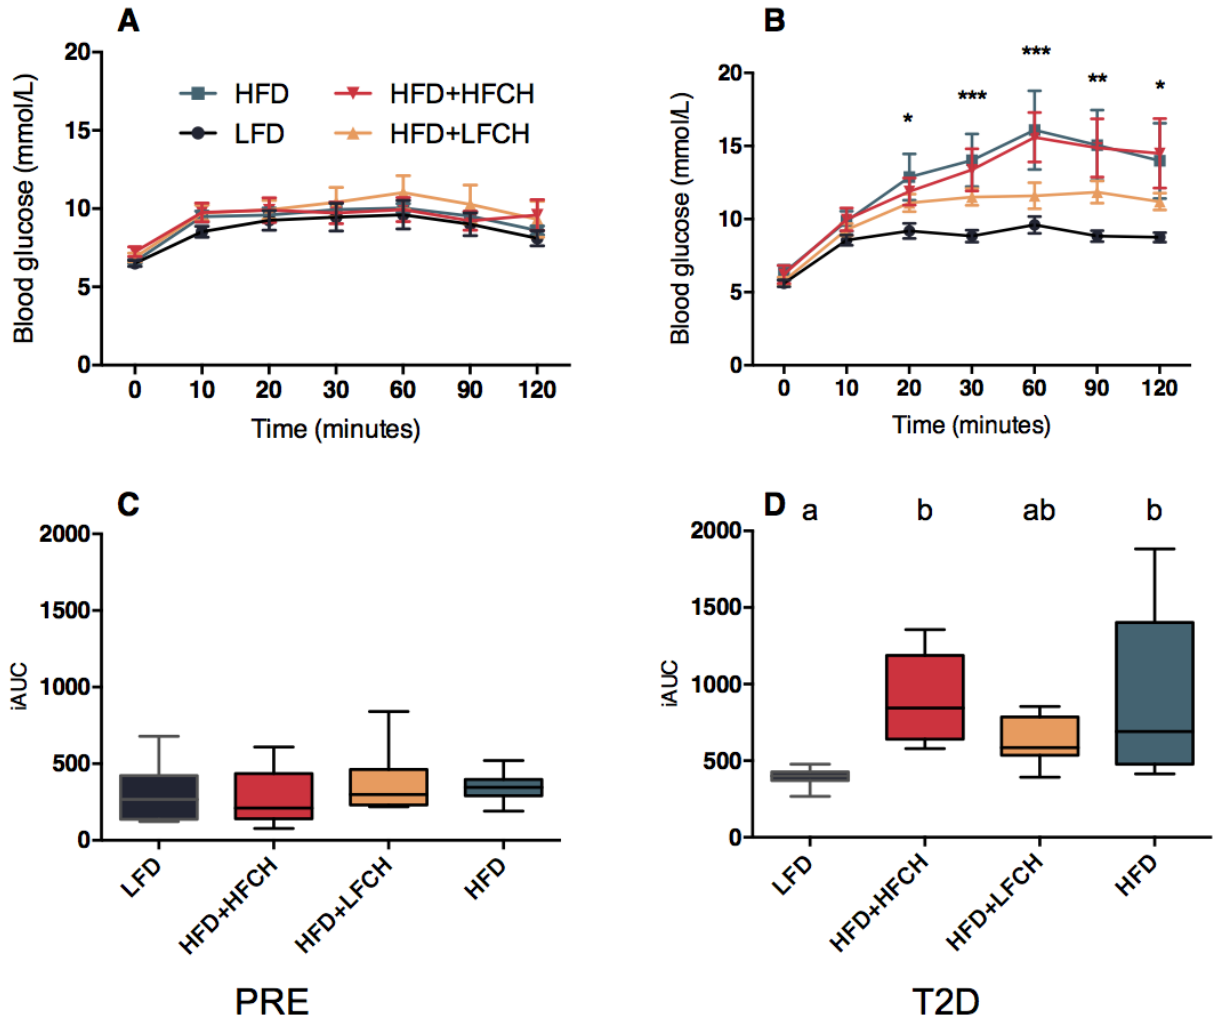 A
20
15
10
5
0
Blood glucose (mmol/L)
HFD
HFD+HFCH
LFD
HFD+LFCH
0 10 20 30 60 90 120
Time (minutes)
B
20
15
10
5
0
Blood glucose (mmol/L)
* *** *** ** *
0 10 20 30 60 90 120
Time (minutes)
C
2000
1500
1000
500
0
iAUC
LFD
HFD+HFCH
HFD+LFCH
HFD
PRE
D
a b ab b
2000
1500
1000
500
0
iAUC
LFD
HFD+HFCH
HFD+LFCH
HFD
T2D